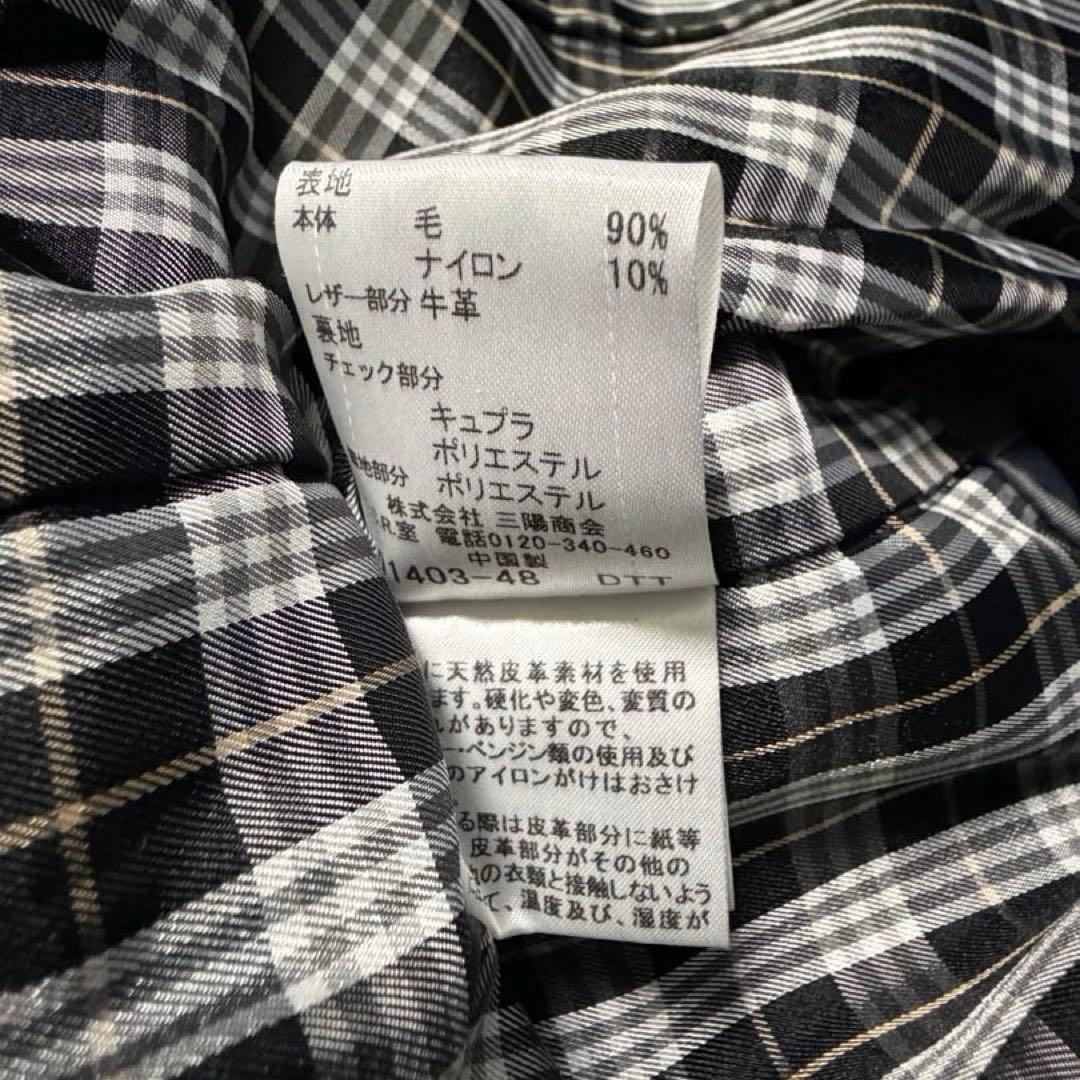 表地
本体 毛 90%
ナイロン 10%
レザー部分 牛革
裏地
チェック部分
キュプラ
ポリエステル
地部分 ポリエステル
株式会社 三陽商会
R.室 電話0120-340-460
中国製
1403-48 DTT
に天然皮革素材を使用
ます。硬化や変色、変質の
がありますので、
ー・ベンジン類の使用及び
のアイロンがけはおさけ
る際は皮革部分に紙等
皮革部分がその他の
の衣類と接触しないよう
て、温度及び、湿度が